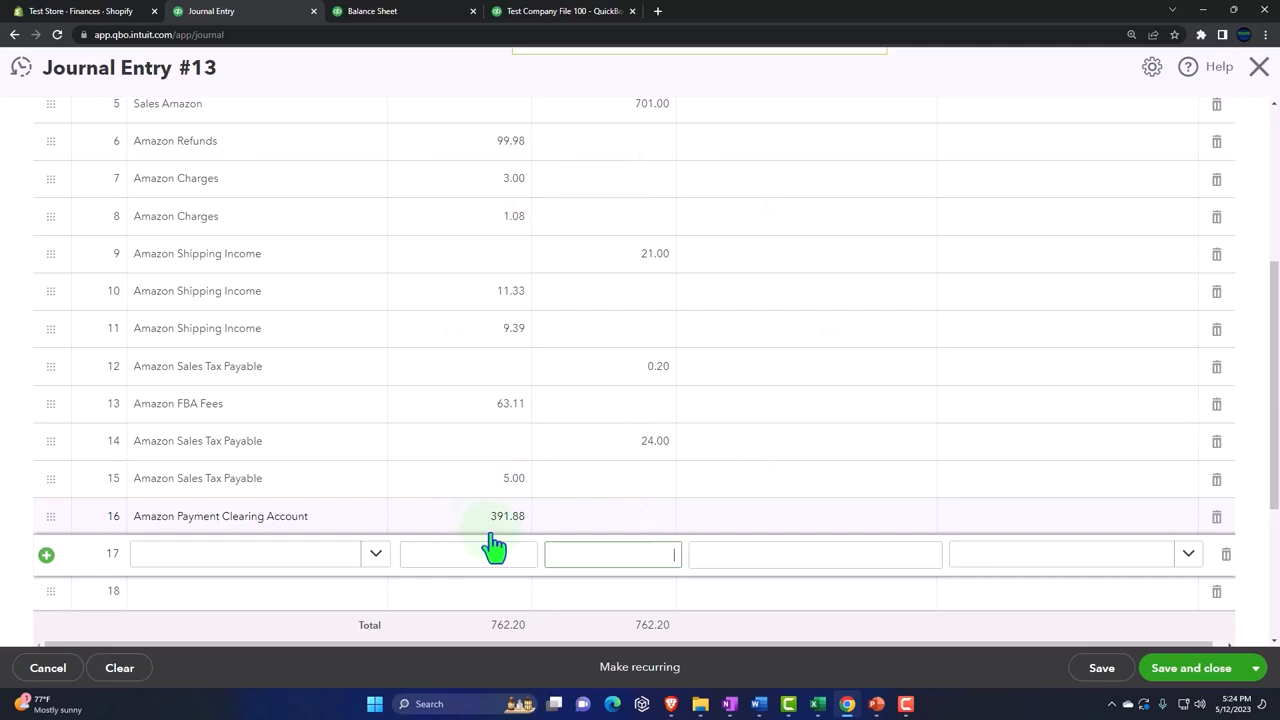 Test Store - Finances - Shopify
Journal Entry
Balance Sheet
Test Company File 100 - QuickBo
app.qbo.intuit.com/app/journal
Journal Entry #13
Help
5 Sales Amazon 701.00
6 Amazon Refunds 99.98
7 Amazon Charges 3.00
8 Amazon Charges 1.08
9 Amazon Shipping Income 21.00
10 Amazon Shipping Income 11.33
11 Amazon Shipping Income 9.39
12 Amazon Sales Tax Payable 0.20
13 Amazon FBA Fees 63.11
14 Amazon Sales Tax Payable 24.00
15 Amazon Sales Tax Payable 5.00
16 Amazon Payment Clearing Account 391.88
17
18
Total 762.20 762.20
Cancel Clear Make recurring Save Save and close
77°F
Mostly sunny
Search
5:24 PM
5/12/2023